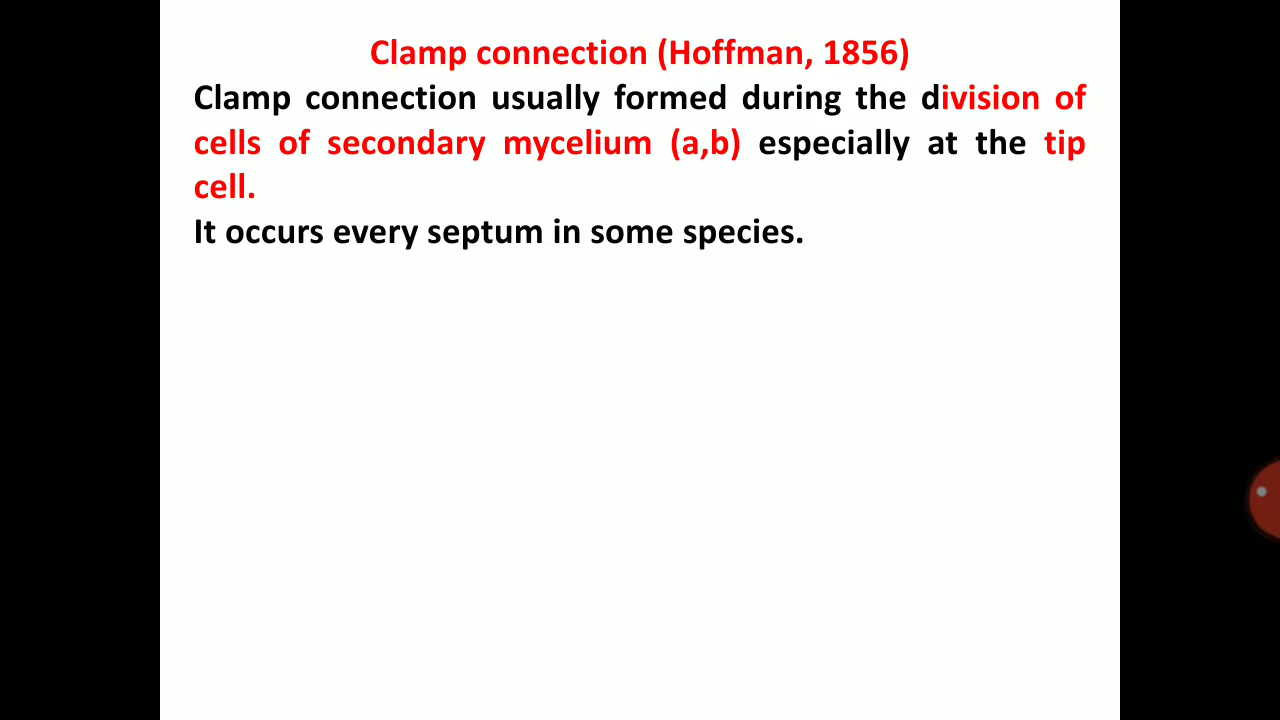 Clamp connection (Hoffman, 1856)
Clamp connection usually formed during the division of
cells of secondary mycelium (a,b) especially at the tip
cell.
It occurs every septum in some species.